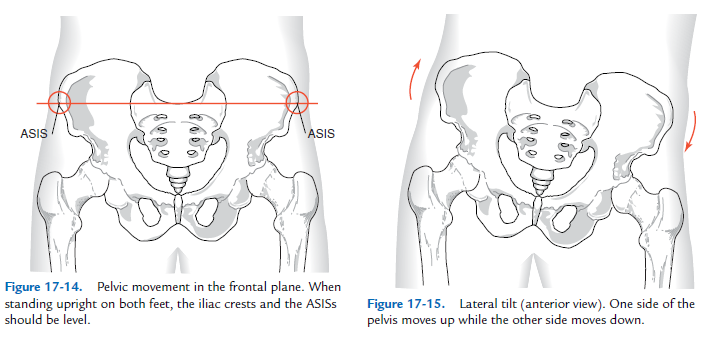 ASIS
ASIS
Figure 17-14. Pelvic movement in the frontal plane. When
standing upright on both feet, the iliac crests and the ASISs
should be level.
Figure 17-15. Lateral tilt (anterior view). One side of the
pelvis moves up while the other side moves down.